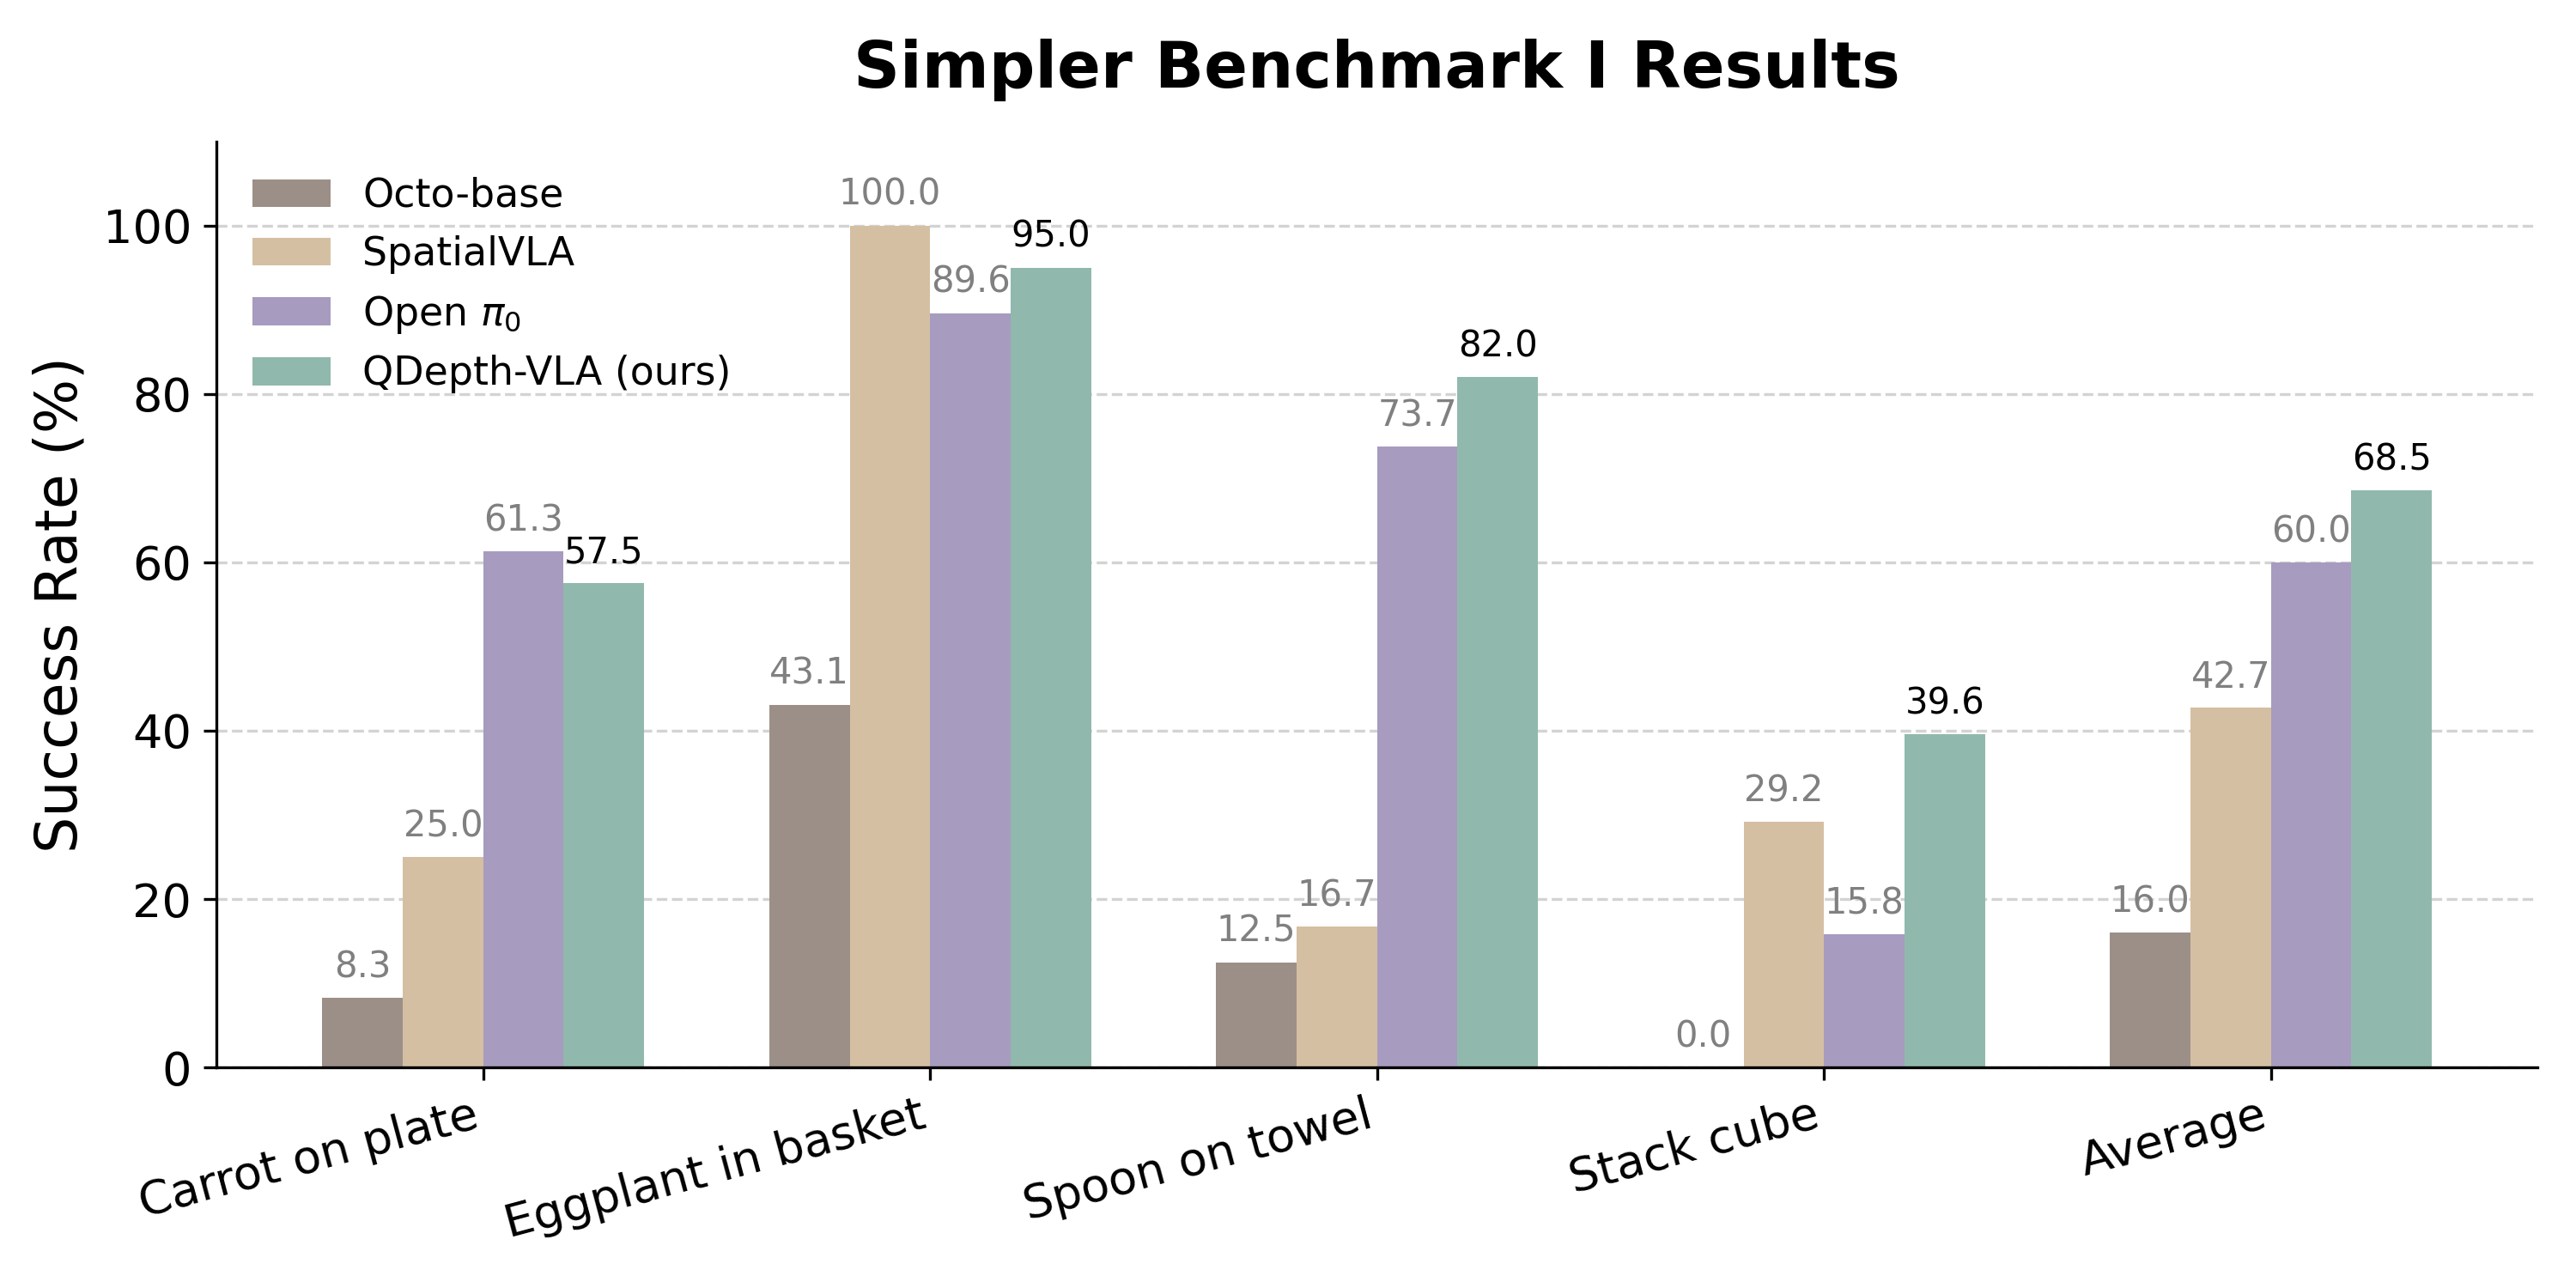 Simpler Benchmark I Results
Success Rate (%)
100
80
60
40
20
0
Octo-base
SpatialVLA
Open π0
QDepth-VLA (ours)
8.3
25.0
61.3
57.5
43.1
100.0
89.6
95.0
12.5
16.7
73.7
82.0
0.0
29.2
15.8
39.6
16.0
42.7
60.0
68.5
Carrot on plate
Eggplant in basket
Spoon on towel
Stack cube
Average